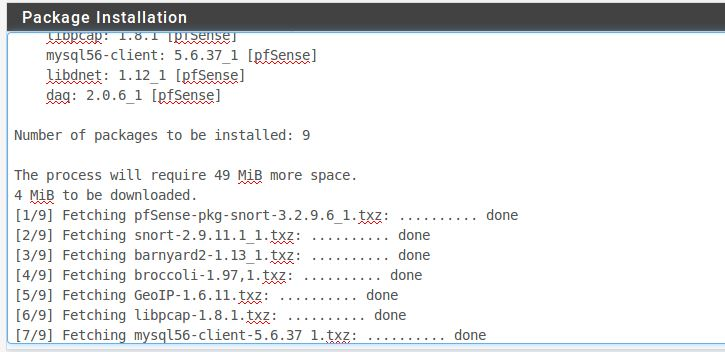 Package Installation
libpcap: 1.8.1 [pfSense]
mysql56-client: 5.6.37_1 [pfSense]
libdnet: 1.12_1 [pfSense]
daq: 2.0.6_1 [pfSense]
Number of packages to be installed: 9
The process will require 49 MiB more space.
4 MiB to be downloaded.
[1/9] Fetching pfSense-pkg-snort-3.2.9.6_1.txz: .......... done
[2/9] Fetching snort-2.9.11.1_1.txz: .......... done
[3/9] Fetching barnyard2-1.13_1.txz: .......... done
[4/9] Fetching broccoli-1.97,1.txz: .......... done
[5/9] Fetching GeoIP-1.6.11.txz: .......... done
[6/9] Fetching libpcap-1.8.1.txz: .......... done
[7/9] Fetching mysql56-client-5.6.37 1.txz: .......... done